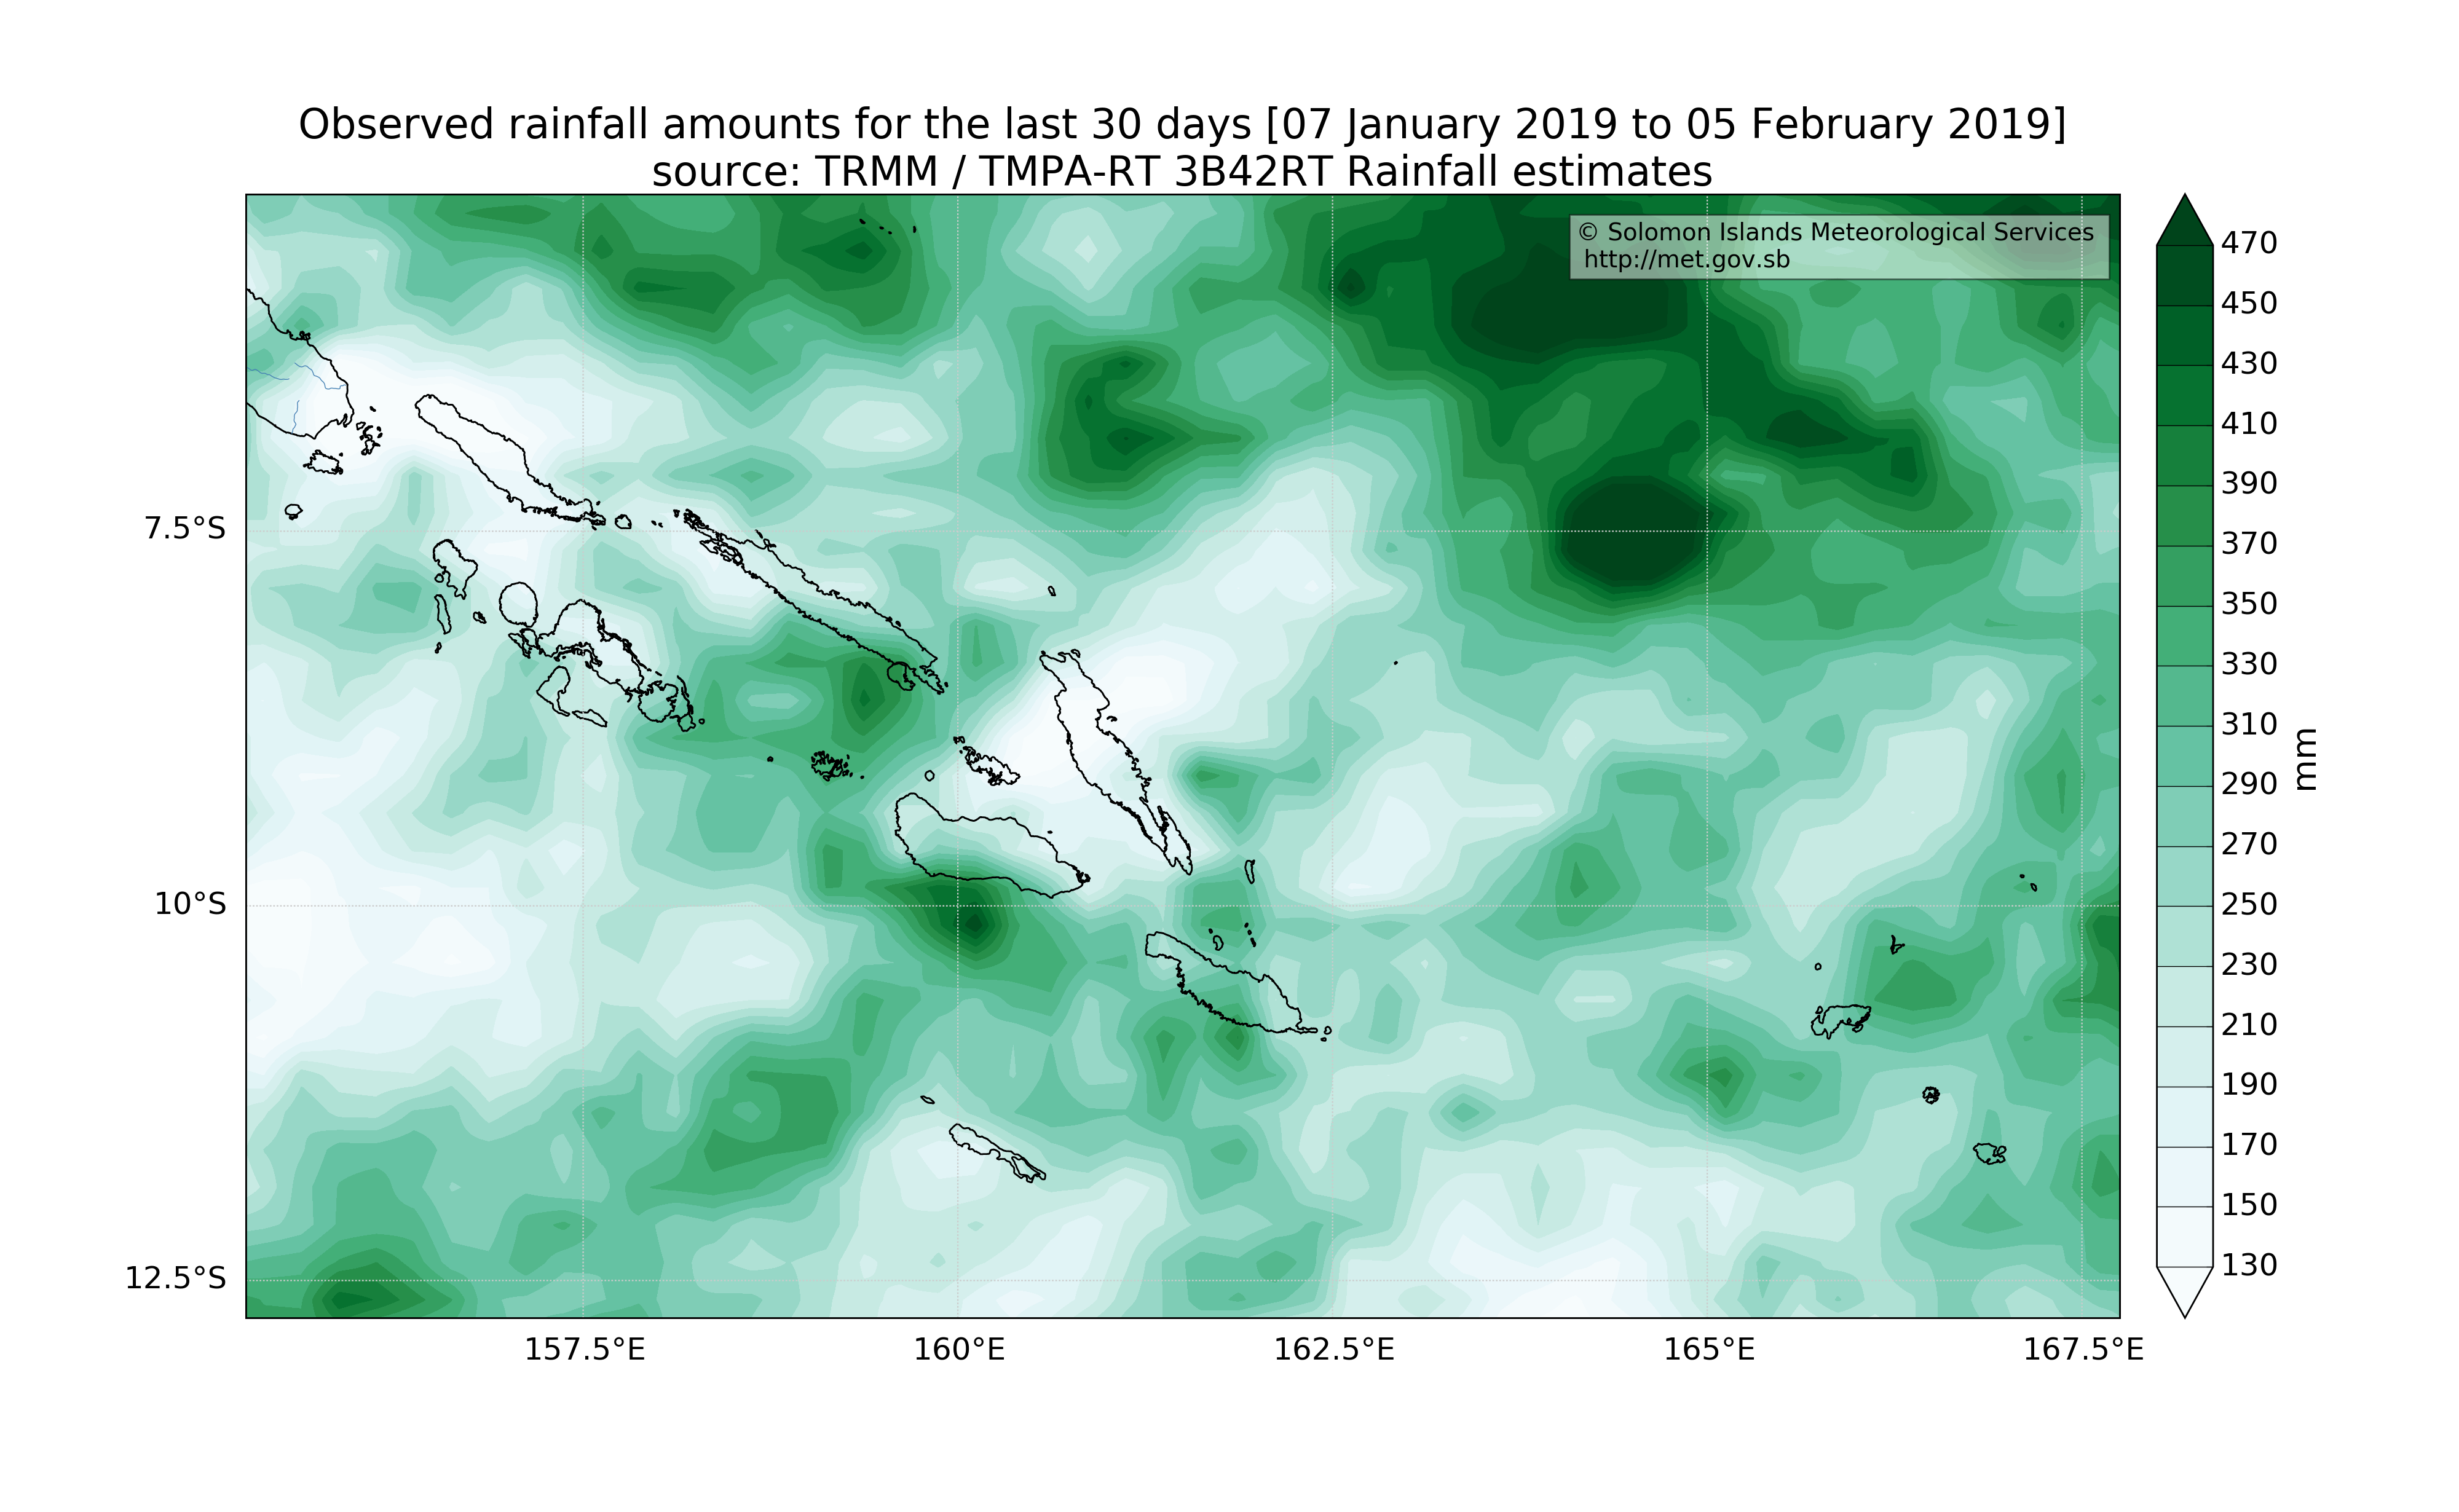 Observed rainfall amounts for the last 30 days [07 January 2019 to 05 February 2019]
source: TRMM / TMPA-RT 3B42RT Rainfall estimates
© Solomon Islands Meteorological Services
http://met.gov.sb
7.5°S
10°S
12.5°S
157.5°E
160°E
162.5°E
165°E
167.5°E
470
450
430
410
390
370
350
330
310
290
270
250
230
210
190
170
150
130
mm